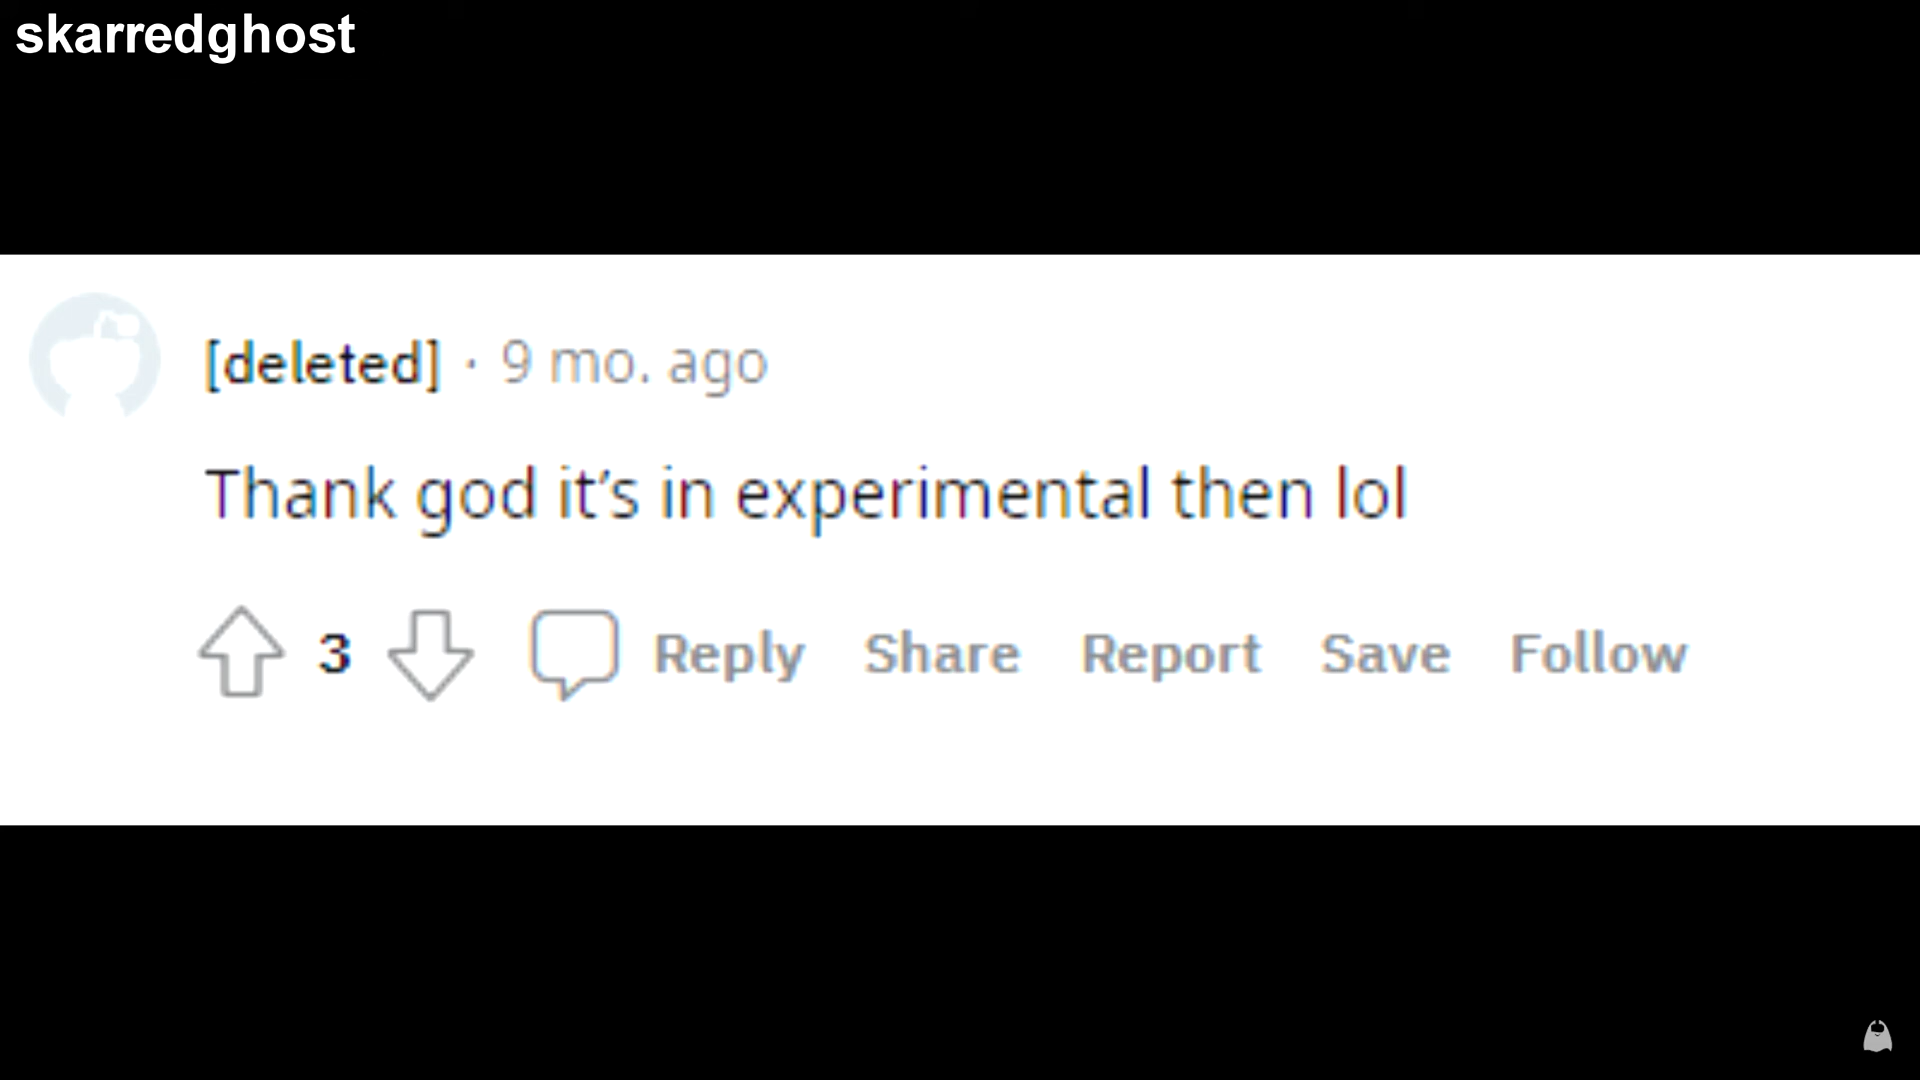 skarredghost
[deleted] · 9 mo. ago
Thank god it’s in experimental then lol
3 Reply Share Report Save Follow